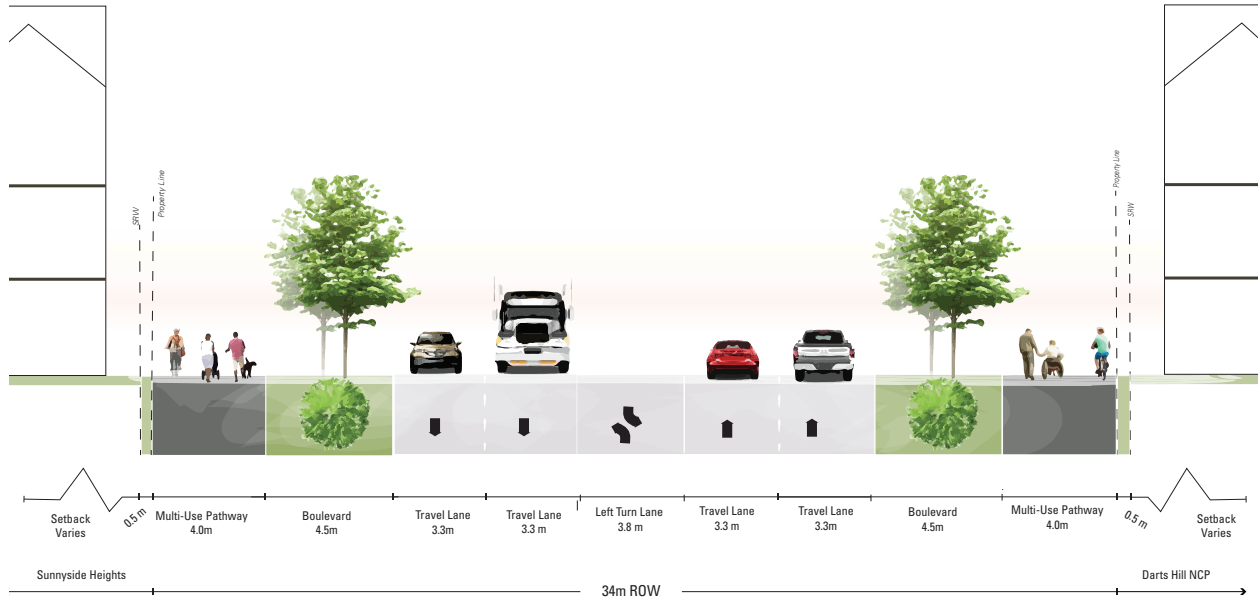 SRW
Property Line
Property Line
SRW
Setback
Varies
0.5 m
Multi-Use Pathway
4.0m
Boulevard
4.5m
Travel Lane
3.3m
Travel Lane
3.3 m
Left Turn Lane
3.8 m
Travel Lane
3.3 m
Travel Lane
3.3m
Boulevard
4.5m
Multi-Use Pathway
4.0m
0.5 m
Setback
Varies
Sunnyside Heights
34m ROW
Darts Hill NCP